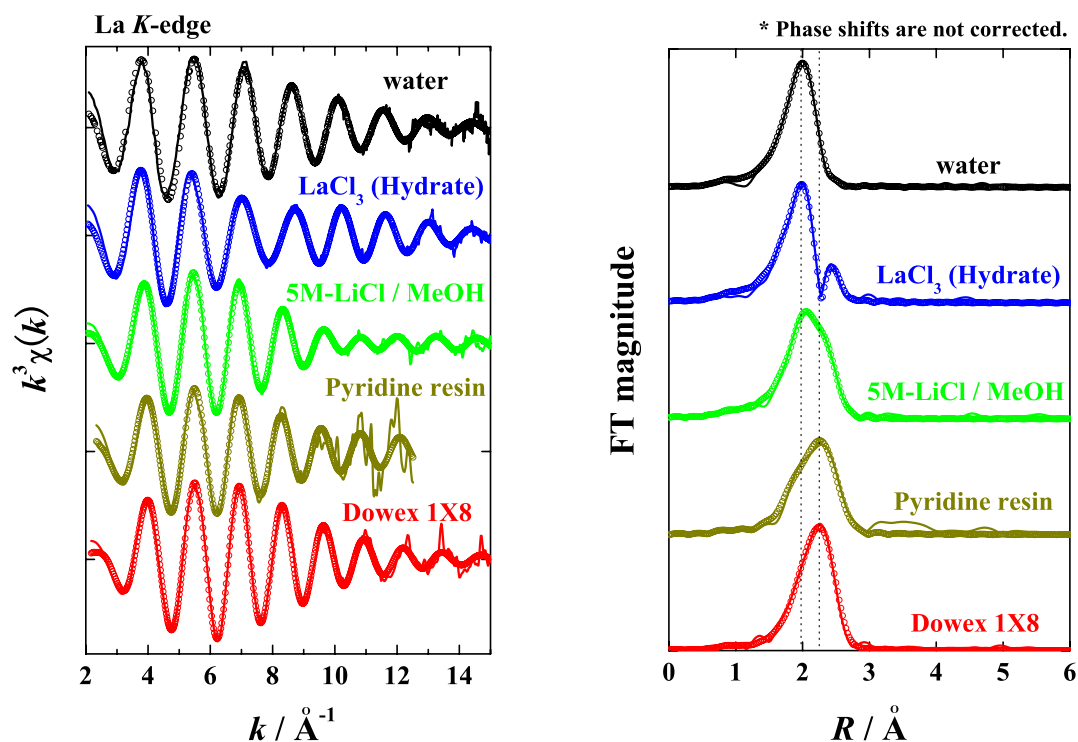 La K-edge
water
LaCl₃ (Hydrate)
5M-LiCl / MeOH
Pyridine resin
Dowex 1X8
k³χ(k)
2 4 6 8 10 12 14
k / Å⁻¹
* Phase shifts are not corrected.
water
LaCl₃ (Hydrate)
5M-LiCl / MeOH
Pyridine resin
Dowex 1X8
FT magnitude
0 1 2 3 4 5 6
R / Å